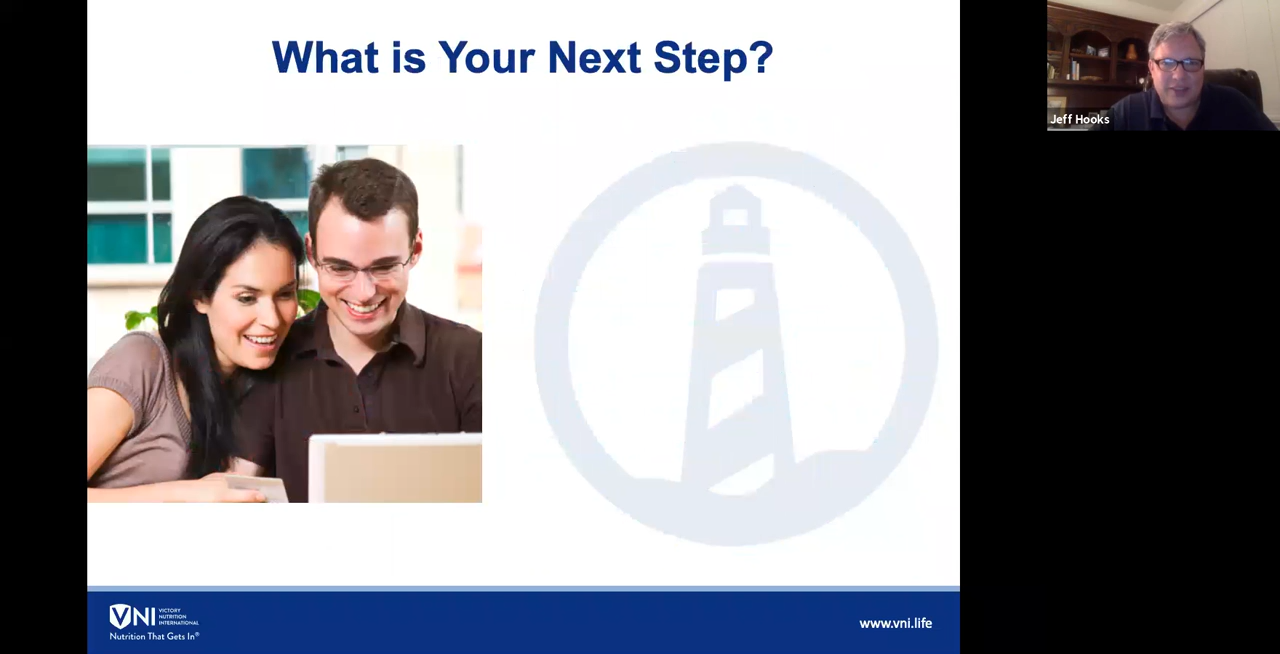 What is Your Next Step?
Jeff Hooks
VNI VICTORY
NUTRITION
INTERNATIONAL
Nutrition That Gets In®
www.vni.life